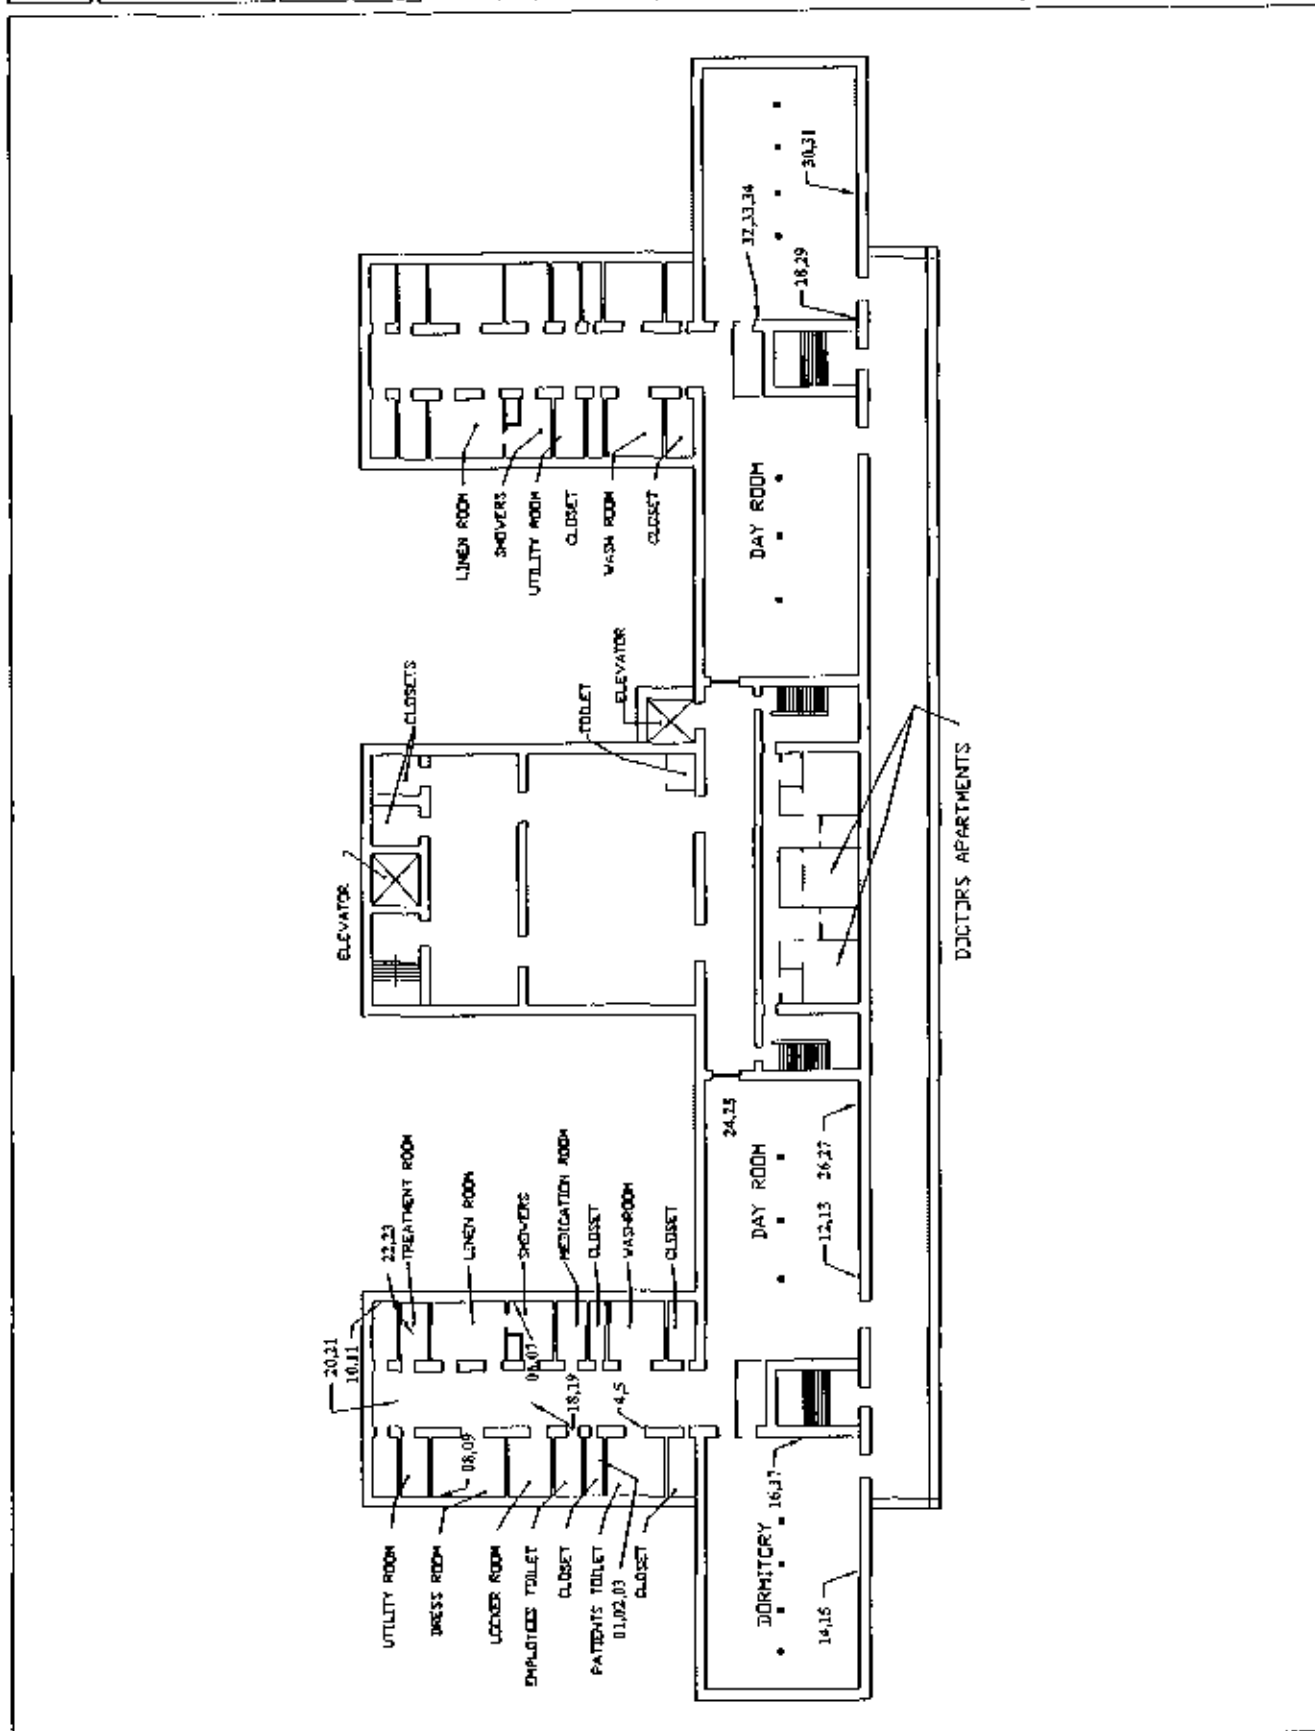 ELEVATOR
CLOSETS
TOILET
ELEVATOR
20,21
10,11
22,23
TREATMENT ROOM
LINEN ROOM
SHOWERS
06,07
MEDICATION ROOM
CLOSET
WASHROOM
CLOSET
18,19
4,5
08,09
UTILITY ROOM
DRESS ROOM
LOCKER ROOM
EMPLOYEES TOILET
CLOSET
PATIENTS TOILET
01,02,03
CLOSET
LINEN ROOM
SHOWERS
UTILITY ROOM
CLOSET
WASH ROOM
CLOSET
DORMITORY
16,17
14,15
DAY ROOM
24,25
12,13
26,27
DAY ROOM
32,33,34
28,29
30,31
DOCTORS APARTMENTS